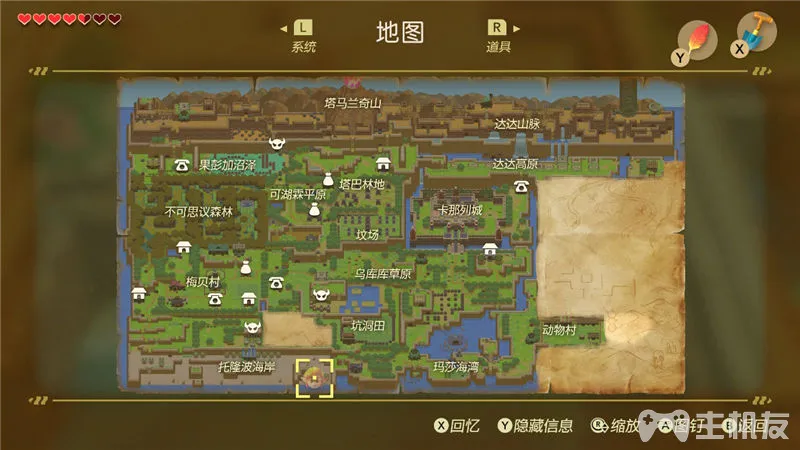 L 地图 R
系统 道具
Y X
塔马兰奇山
达达山脉
果彭加沼泽 达达高原
可湖霖平原 塔巴林地
不可思议森林 卡那列城
坟场
梅贝村 乌库库草原
坑洞田 动物村
托隆波海岸 玛莎海湾
X回忆 Y隐藏信息 缩放 A图钉 B返回
主机友